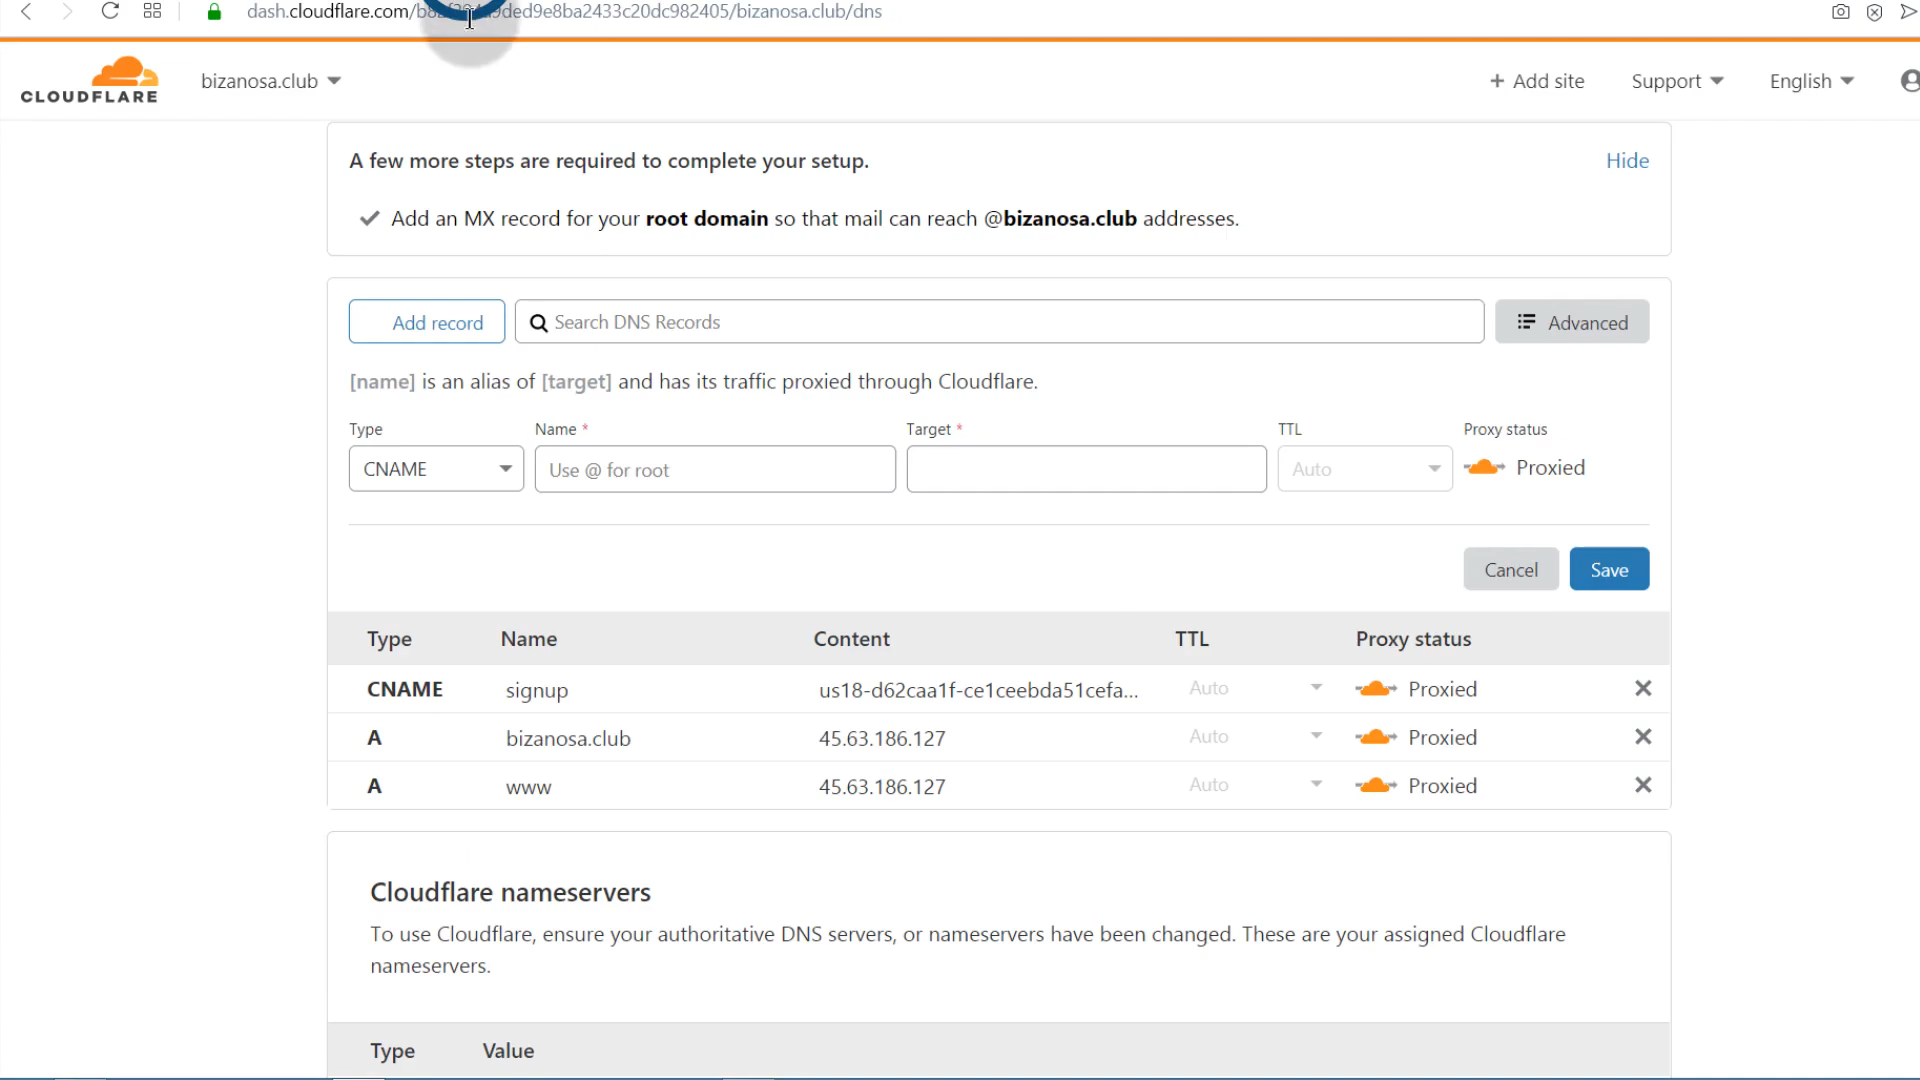 dash.cloudflare.com/ ded9e8ba2433c20dc982405/bizanosa.club/dns
CLOUDFLARE
bizanosa.club
+ Add site
Support
English
A few more steps are required to complete your setup.
Hide
Add an MX record for your root domain so that mail can reach @bizanosa.club addresses.
Add record
Search DNS Records
Advanced
[name] is an alias of [target] and has its traffic proxied through Cloudflare.
Type Name * Target * TTL Proxy status
CNAME Use @ for root Auto Proxied
Cancel Save
Type Name Content TTL Proxy status
CNAME signup us18-d62caa1f-ce1ceebda51cefa... Auto Proxied
A bizanosa.club 45.63.186.127 Auto Proxied
A www 45.63.186.127 Auto Proxied
Cloudflare nameservers
To use Cloudflare, ensure your authoritative DNS servers, or nameservers have been changed. These are your assigned Cloudflare
nameservers.
Type Value